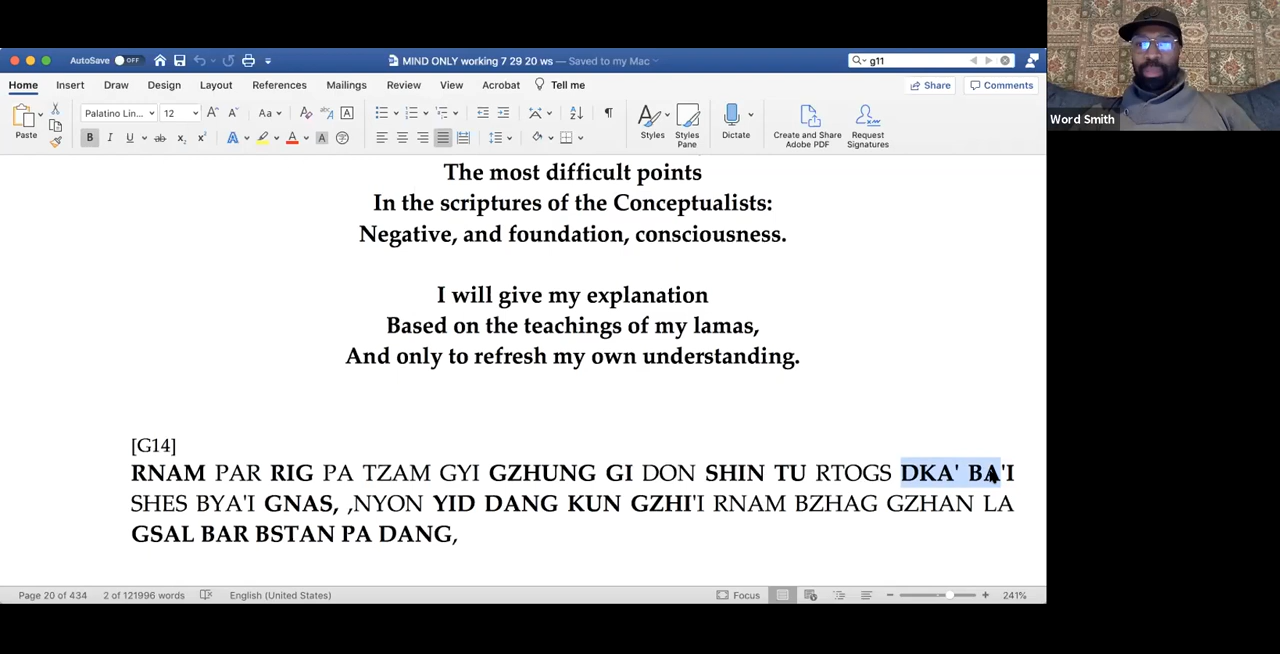 AutoSave OFF
MIND ONLY working 7 29 20 ws — Saved to my Mac
g11
Home Insert Draw Design Layout References Mailings Review View Acrobat Tell me
Share Comments
Paste
Palatino Lin... 12
Styles
Styles Pane
Dictate
Create and Share Adobe PDF
Request Signatures
Word Smith
The most difficult points
In the scriptures of the Conceptualists:
Negative, and foundation, consciousness.
I will give my explanation
Based on the teachings of my lamas,
And only to refresh my own understanding.
[G14]
RNAM PAR RIG PA TZAM GYI GZHUNG GI DON SHIN TU RTOGS DKA' BA'I
SHES BYA'I GNAS, ,NYON YID DANG KUN GZHI'I RNAM BZHAG GZHAN LA
GSAL BAR BSTAN PA DANG,
Page 20 of 434 2 of 121996 words English (United States) Focus 241%